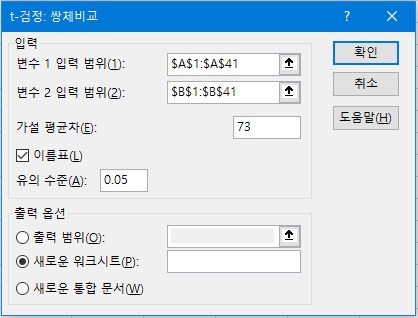 t-검정: 쌍체비교 ? ×
입력
변수 1 입력 범위(1): $A$1:$A$41
변수 2 입력 범위(2): $B$1:$B$41
가설 평균차(E): 73
이름표(L)
유의 수준(A): 0.05
출력 옵션
출력 범위(O):
새로운 워크시트(P):
새로운 통합 문서(W)
확인
취소
도움말(H)